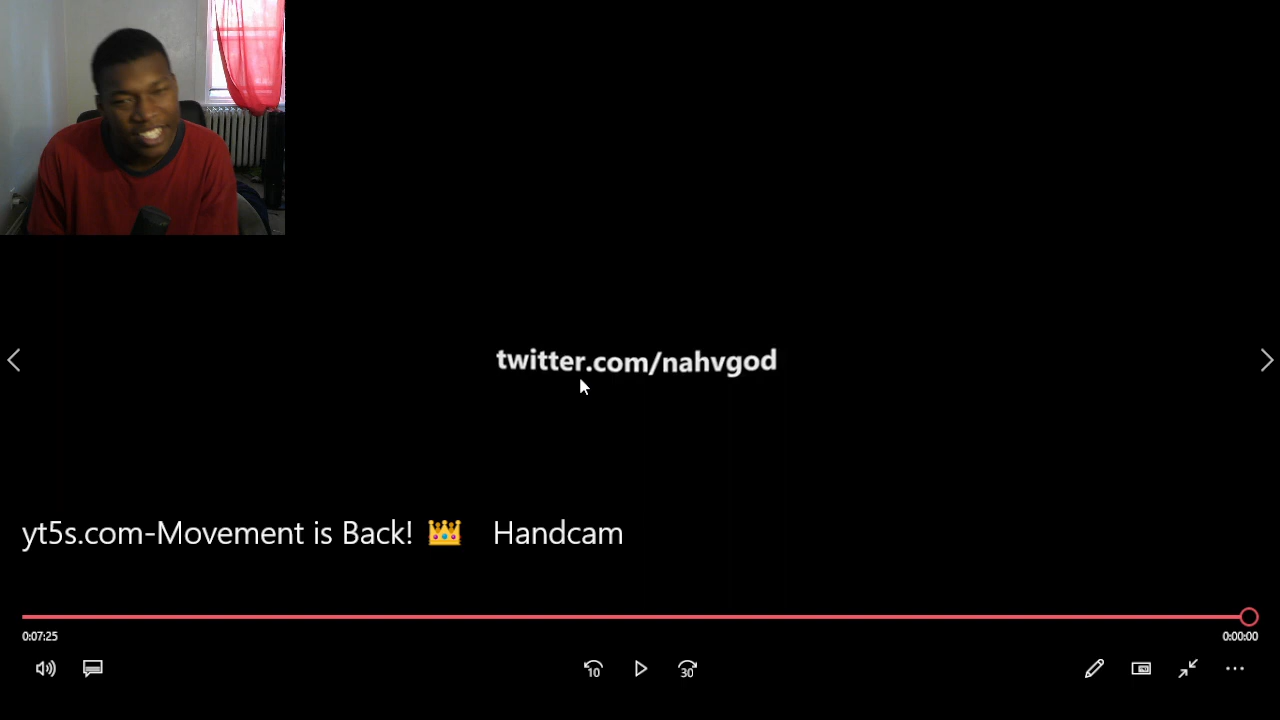 twitter.com/nahvgod
yt5s.com-Movement is Back! 👑 Handcam
0:07:25 0:00:00
10 30